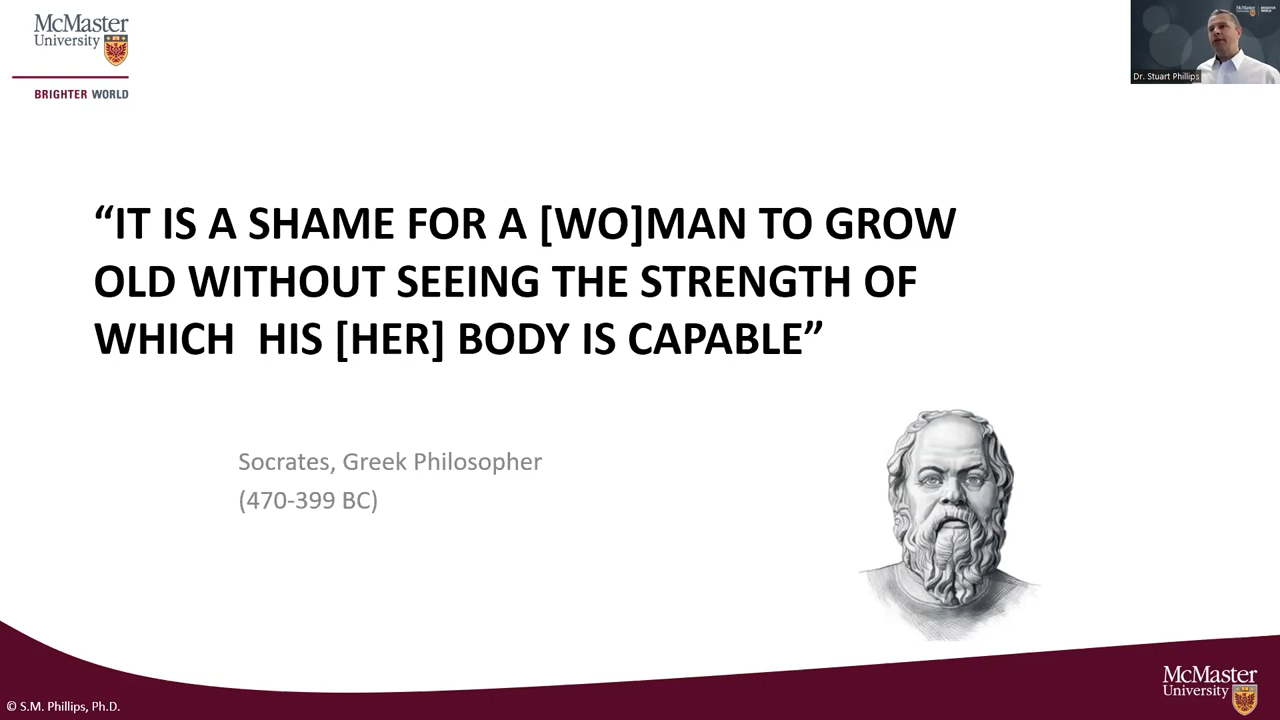 McMaster
University
BRIGHTER WORLD
Dr. Stuart Phillips
“IT IS A SHAME FOR A [WO]MAN TO GROW
OLD WITHOUT SEEING THE STRENGTH OF
WHICH  HIS [HER] BODY IS CAPABLE”
Socrates, Greek Philosopher
(470-399 BC)
McMaster
University
© S.M. Phillips, Ph.D.